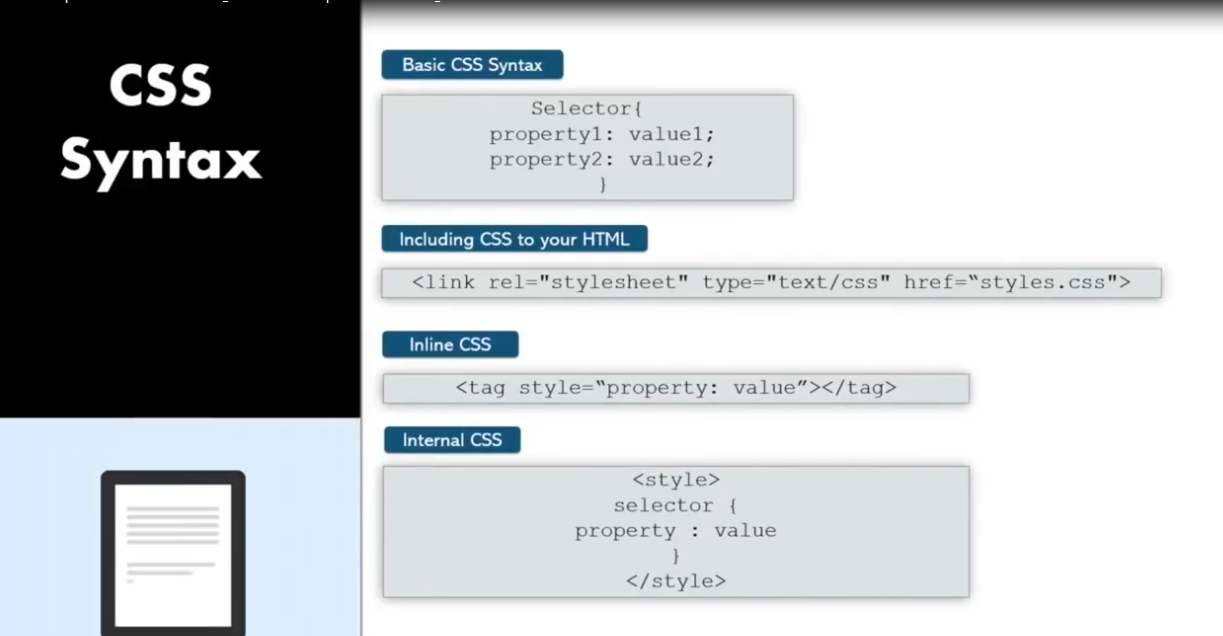 CSS
Syntax
Basic CSS Syntax
Selector{
property1: value1;
property2: value2;
}
Including CSS to your HTML
<link rel="stylesheet" type="text/css" href=“styles.css">
Inline CSS
<tag style=“property: value”></tag>
Internal CSS
<style>
selector {
property : value
}
</style>